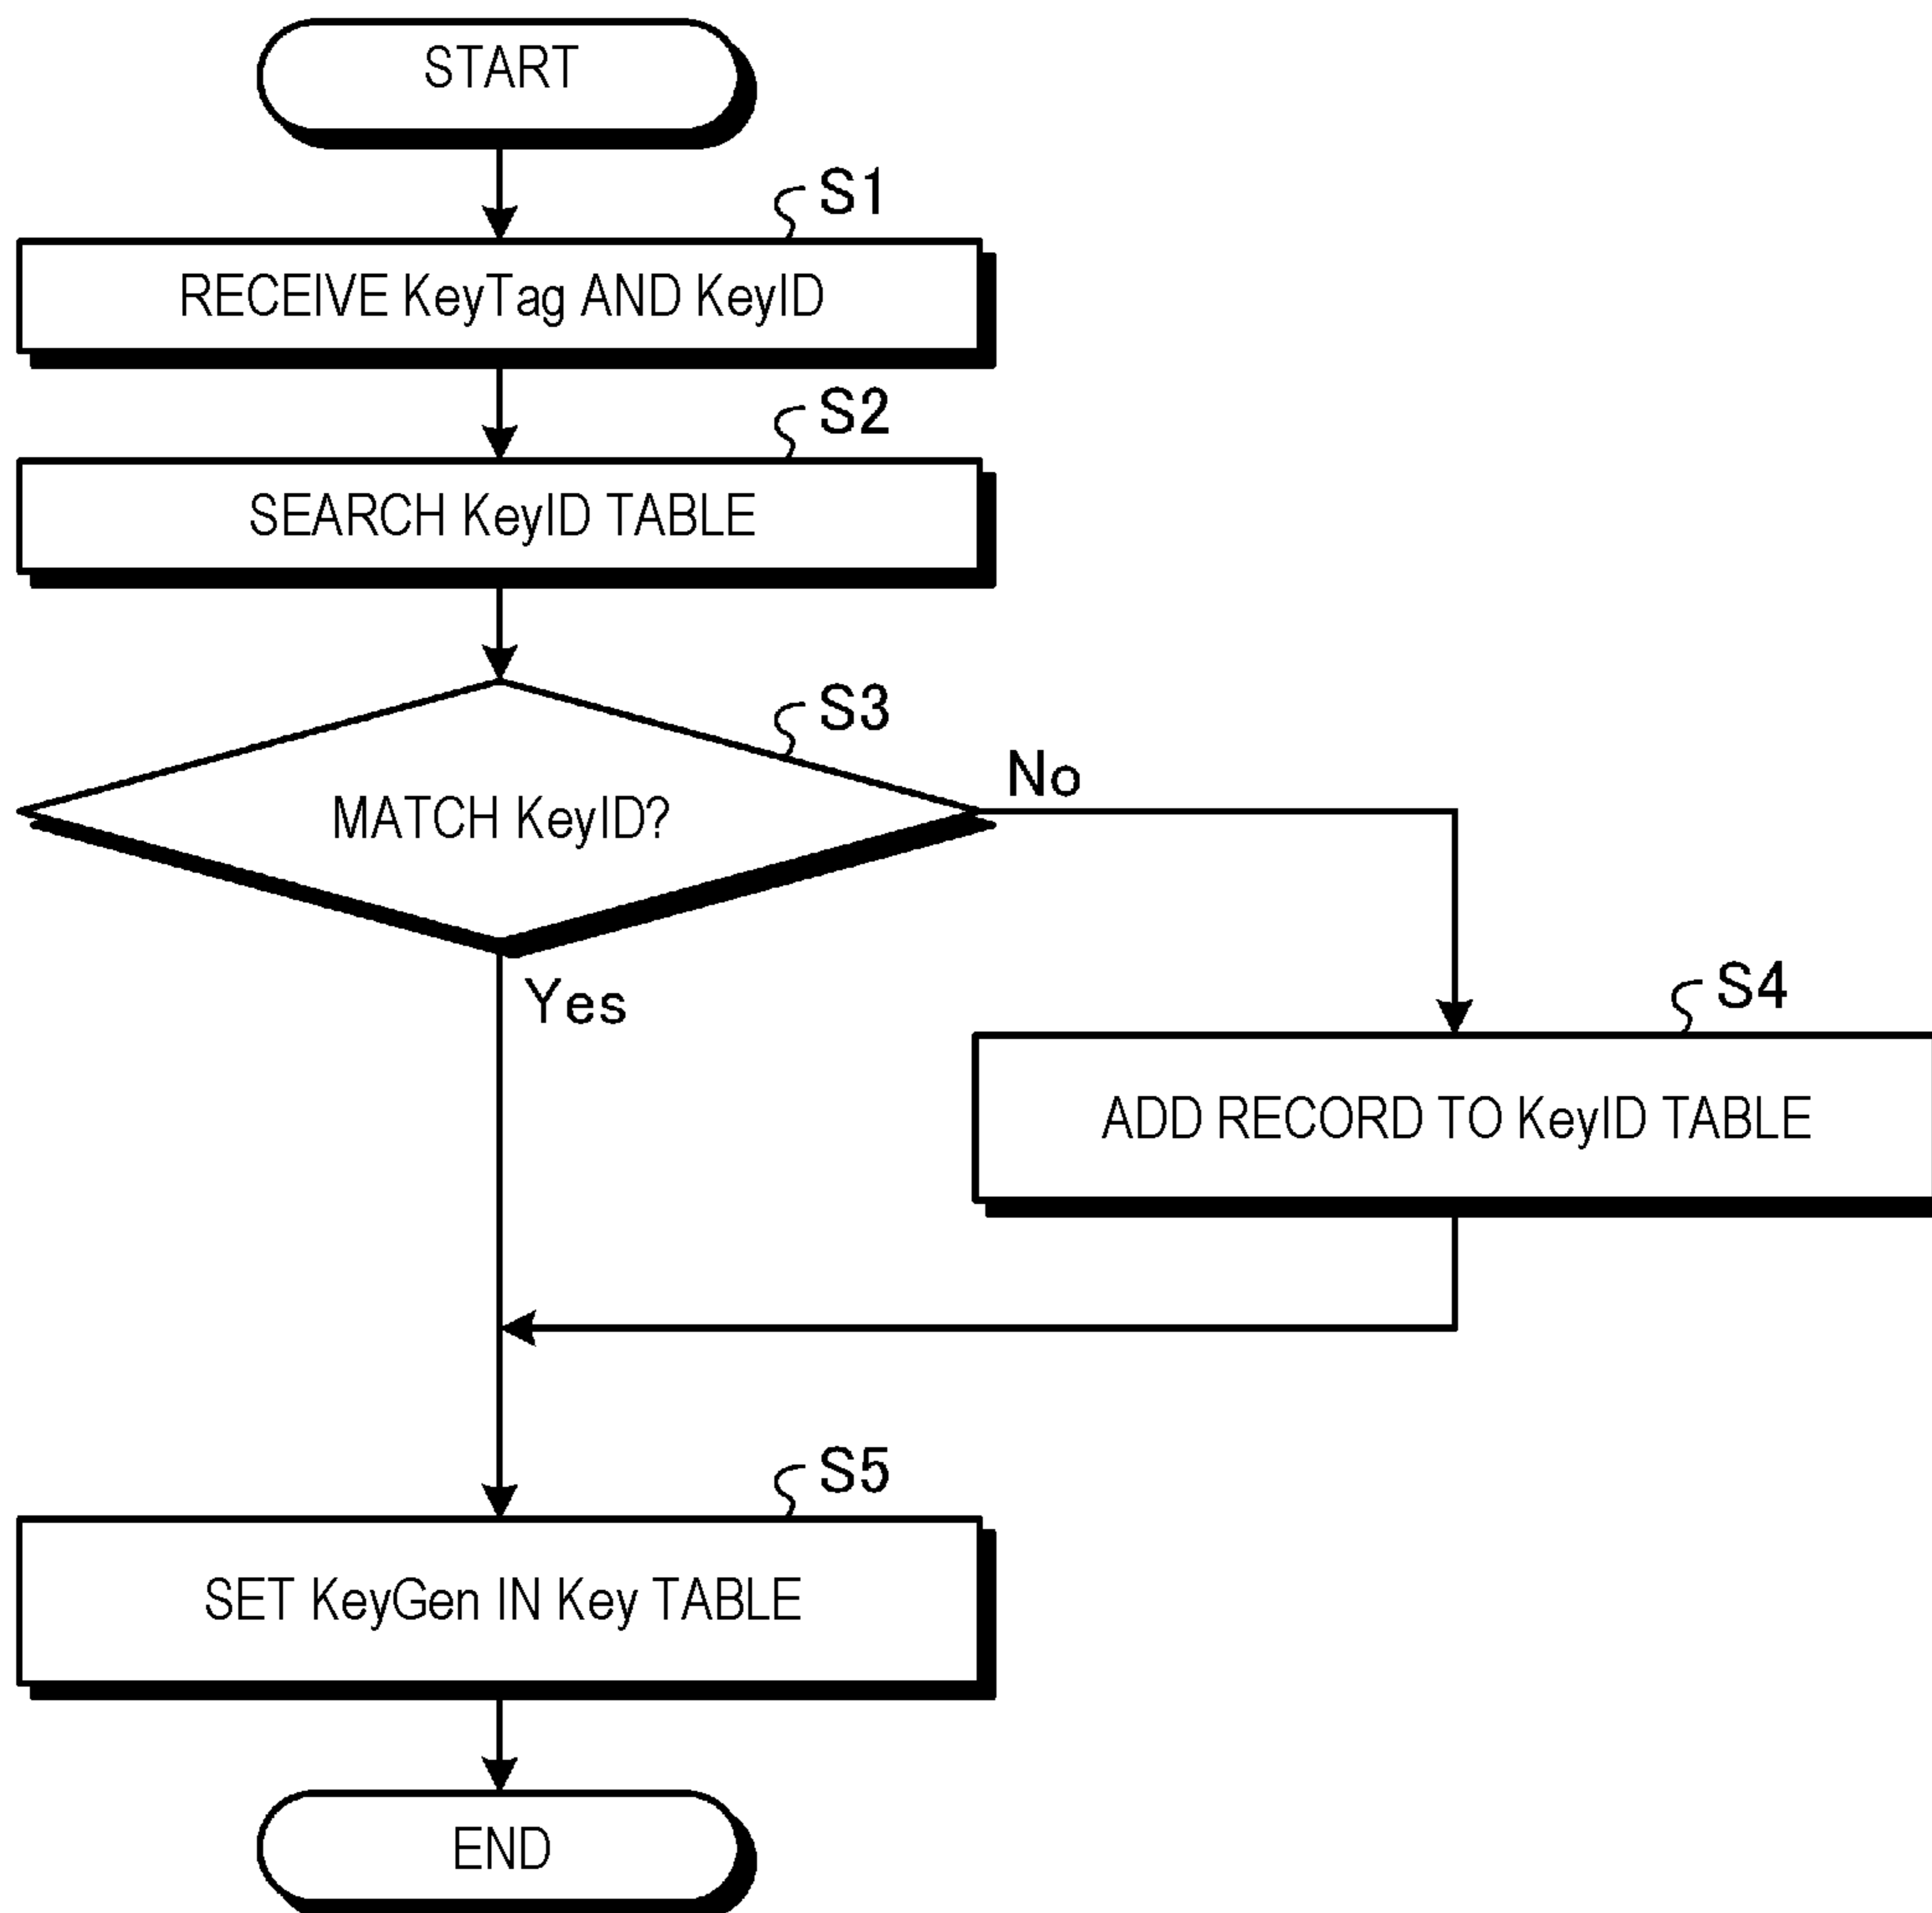 START
S1
RECEIVE KeyTag AND KeyID
S2
SEARCH KeyID TABLE
S3
MATCH KeyID?
No
Yes
S4
ADD RECORD TO KeyID TABLE
S5
SET KeyGen IN Key TABLE
END